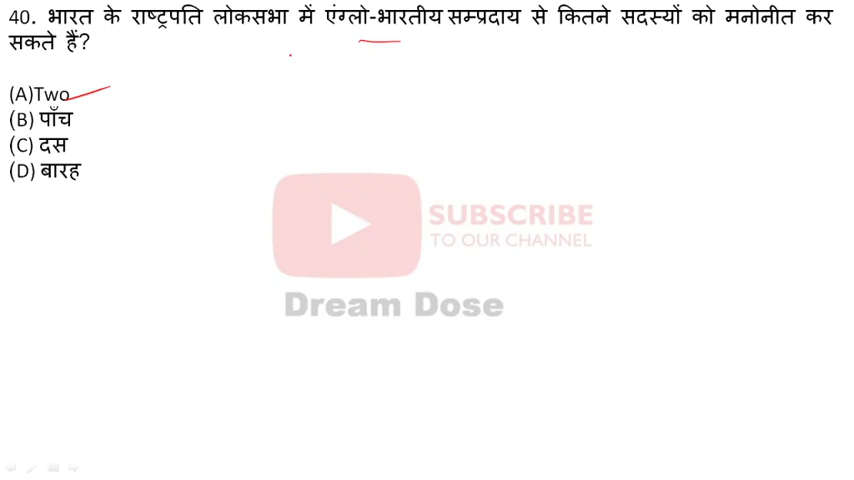 40. भारत के राष्ट्रपति लोकसभा में एंग्लो-भारतीय सम्प्रदाय से कितने सदस्यों को मनोनीत कर
सकते हैं?
(A)Two
(B) पाँच
(C) दस
(D) बारह
SUBSCRIBE
TO OUR CHANNEL
Dream Dose